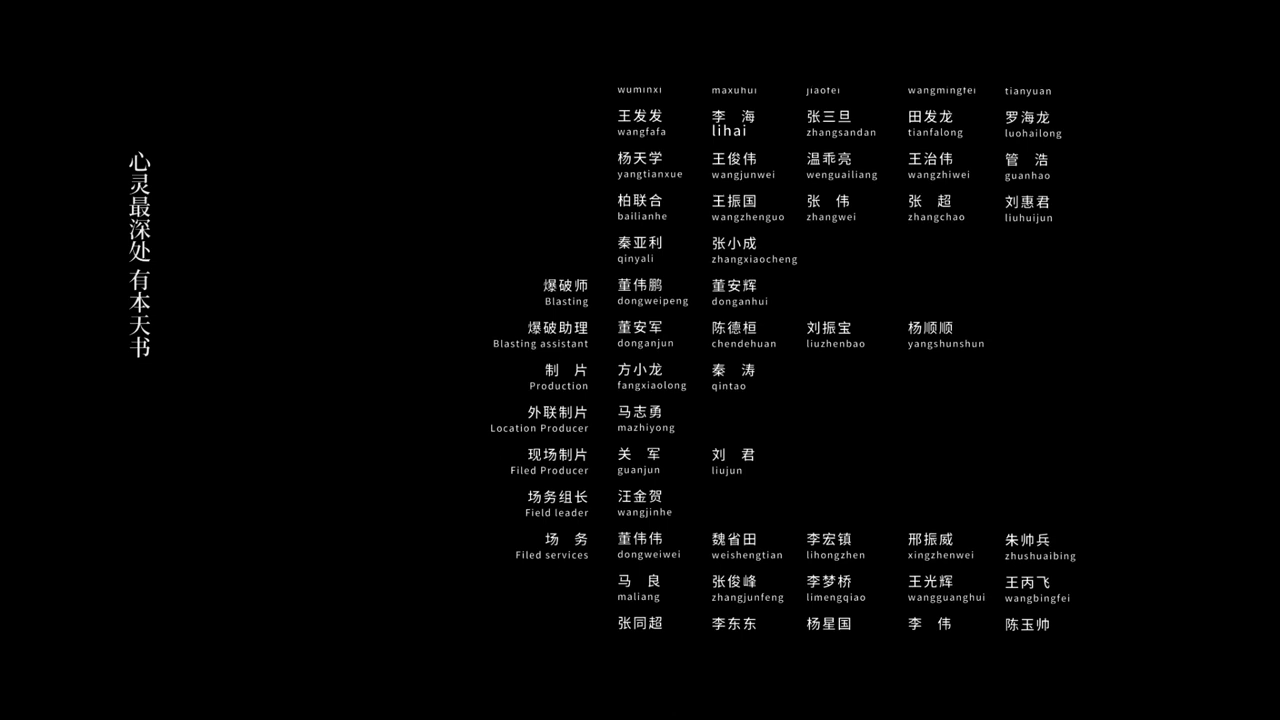 心灵最深处 有本天书
wuminxi maxuhui jiaofei wangmingfei tianyuan
王发发 李 海 张三旦 田发龙 罗海龙
wangfafa lihai zhangsandan tianfalong luohailong
杨天学 王俊伟 温乖亮 王治伟 管 浩
yangtianxue wangjunwei wenguailiang wangzhiwei guanhao
柏联合 王振国 张 伟 张 超 刘惠君
bailianhe wangzhenguo zhangwei zhangchao liuhuijun
秦亚利 张小成
qinyali zhangxiaocheng
爆破师 董伟鹏 董安辉
Blasting dongweipeng donganhui
爆破助理 董安军 陈德桓 刘振宝 杨顺顺
Blasting assistant donganjun chendehuan liuzhenbao yangshunshun
制 片 方小龙 秦 涛
Production fangxiaolong qintao
外联制片 马志勇
Location Producer mazhiyong
现场制片 关 军 刘 君
Filed Producer guanjun liujun
场务组长 汪金贺
Field leader wangjinhe
场 务 董伟伟 魏省田 李宏镇 邢振威 朱帅兵
Filed services dongweiwei weishengtian lihongzhen xingzhenwei zhushuaibing
马 良 张俊峰 李梦桥 王光辉 王丙飞
maliang zhangjunfeng limengqiao wangguanghui wangbingfei
张同超 李东东 杨星国 李 伟 陈玉帅